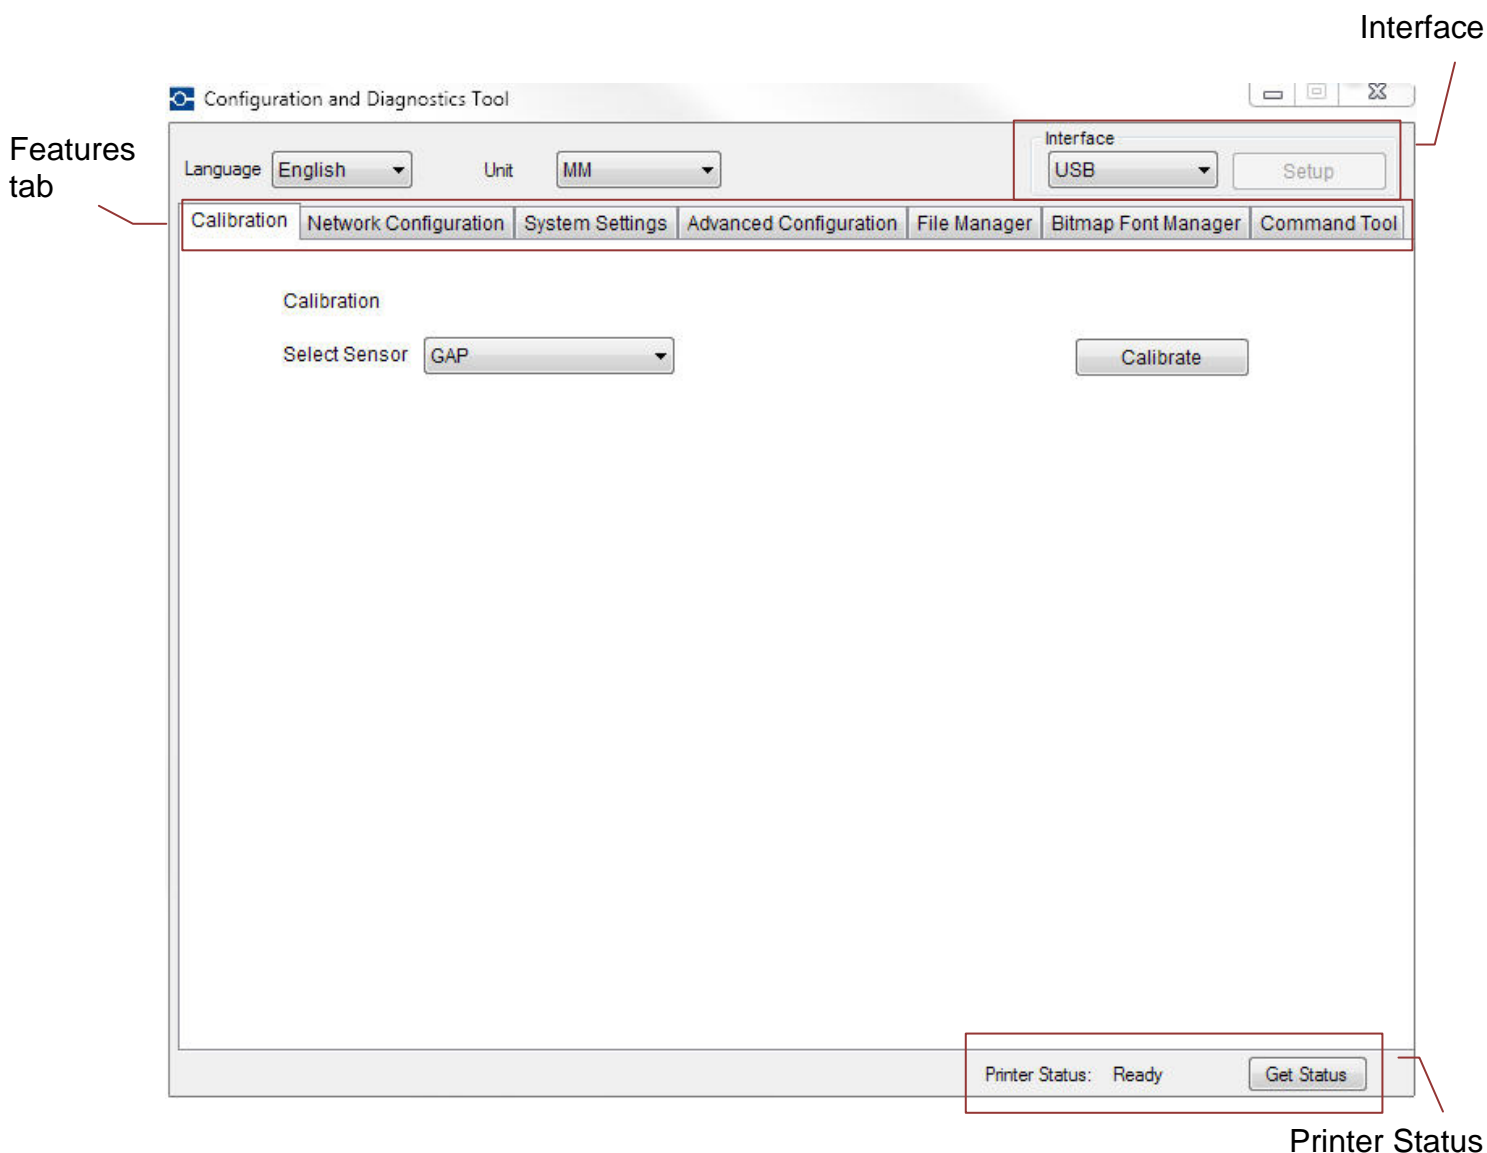 Interface
Configuration and Diagnostics Tool
Features
tab
Interface
Language English Unit MM USB Setup
Calibration Network Configuration System Settings Advanced Configuration File Manager Bitmap Font Manager Command Tool
Calibration
Select Sensor GAP Calibrate
Printer Status: Ready Get Status
Printer Status